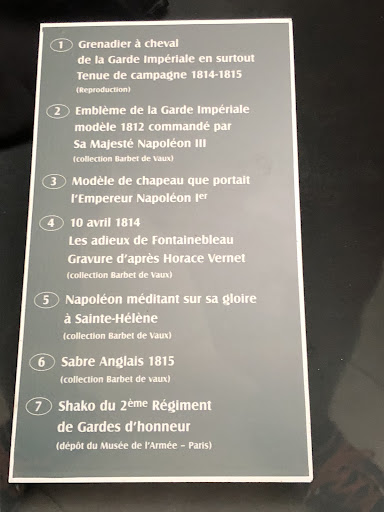 1 Grenadier à cheval
de la Garde Impériale en surtout
Tenue de campagne 1814-1815
(Reproduction)
2 Emblème de la Garde Impériale
modèle 1812 commandé par
Sa Majesté Napoléon III
(collection Barbet de Vaux)
3 Modèle de chapeau que portait
l'Empereur Napoléon Ier
4 10 avril 1814
Les adieux de Fontainebleau
Gravure d'après Horace Vernet
(collection Barbet de Vaux)
5 Napoléon méditant sur sa gloire
à Sainte-Hélène
(collection Barbet de Vaux)
6 Sabre Anglais 1815
(collection Barbet de vaux)
7 Shako du 2ème Régiment
de Gardes d'honneur
(dépôt du Musée de l'Armée – Paris)